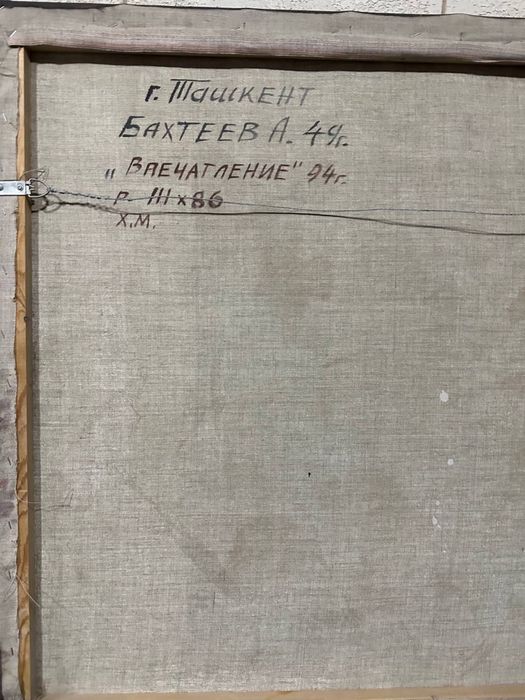 г. Ташкент
БАХТЕЕВ А. 49г.
„ВПЕЧАТЛЕНИЕ" 94г.
Р. 111 х 86
Х.М.